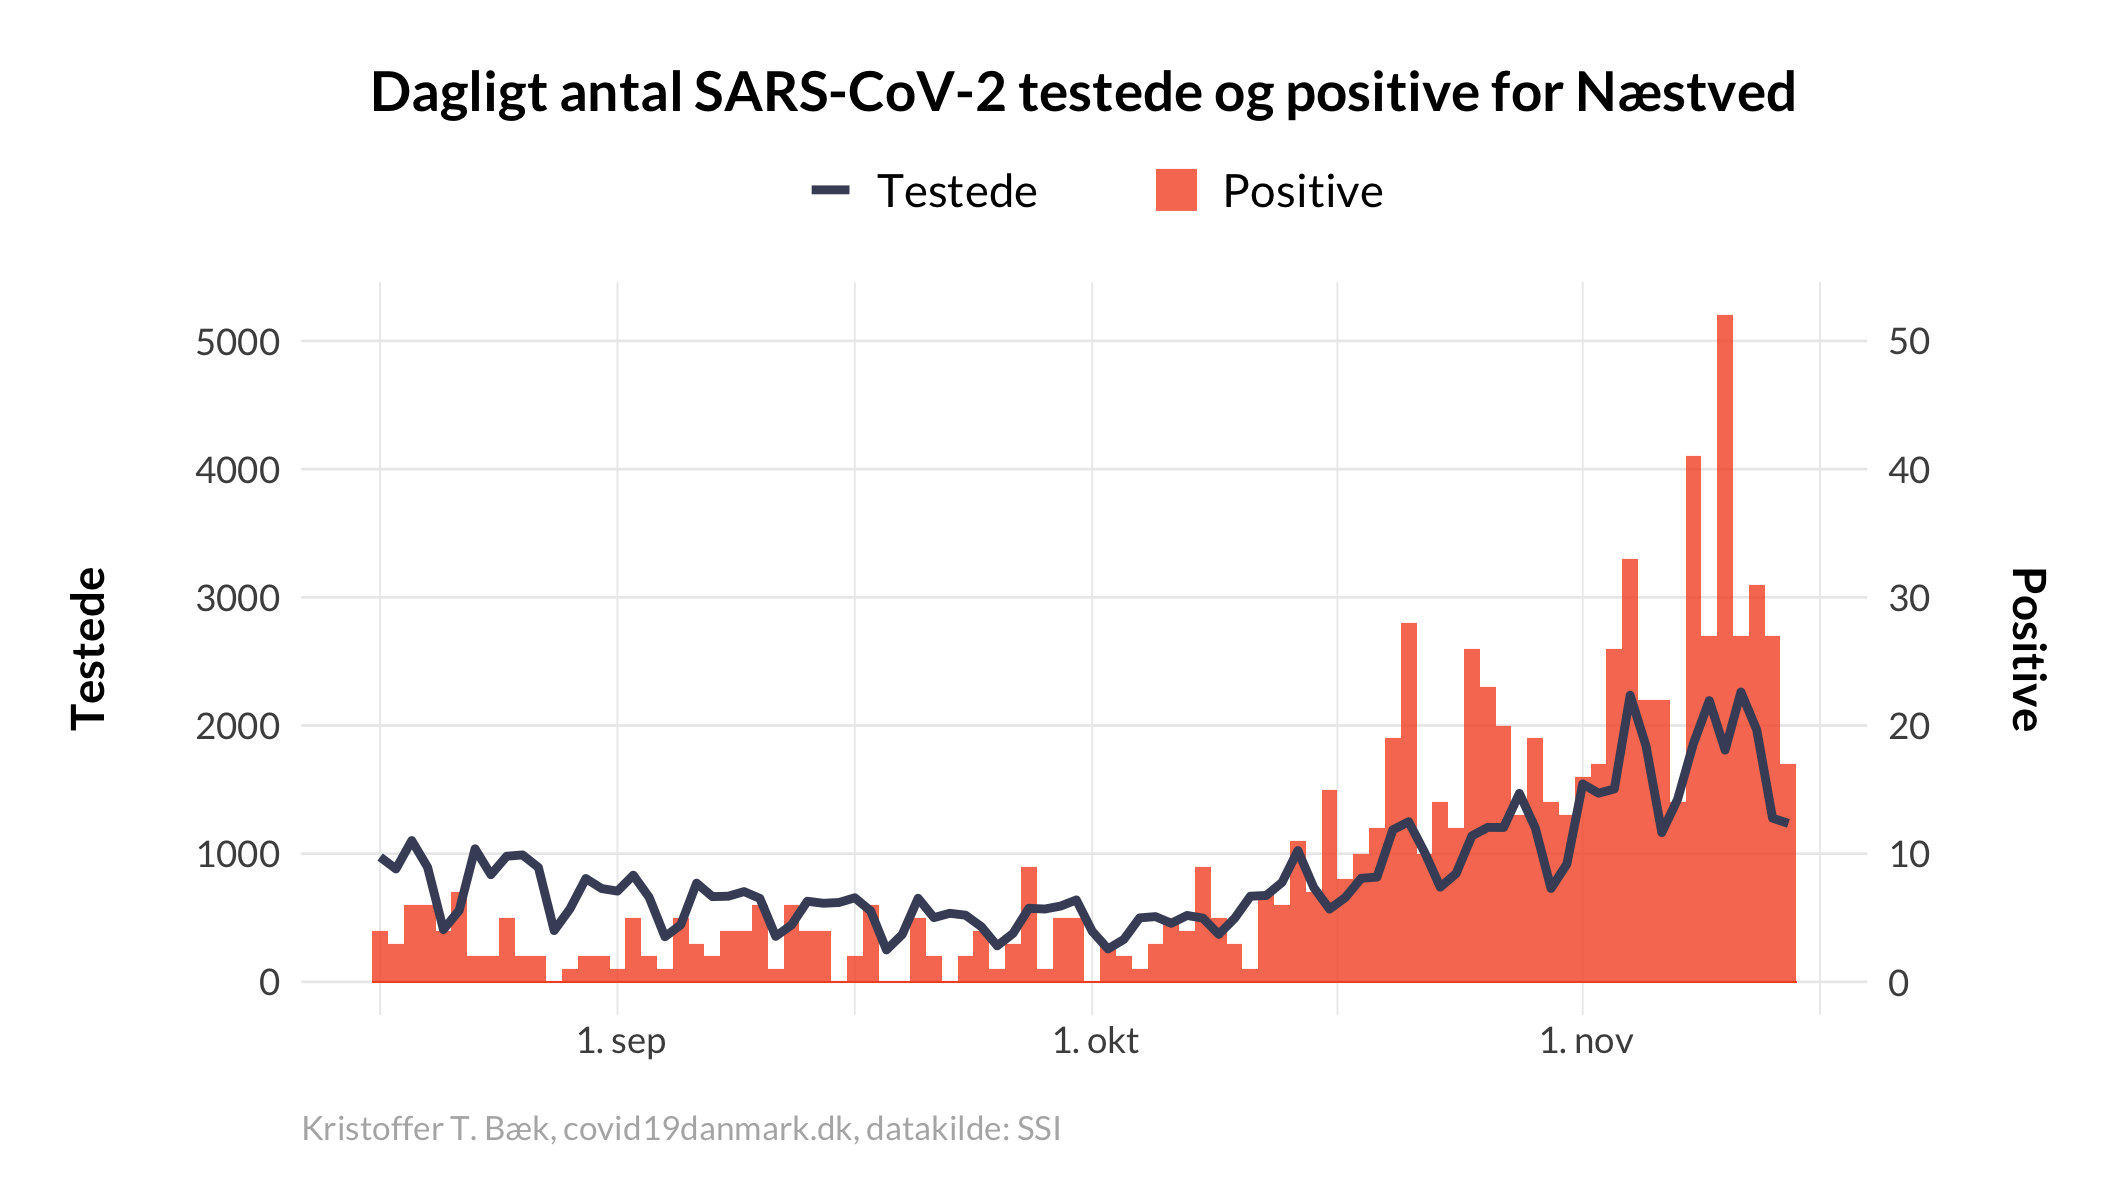 Dagligt antal SARS-CoV-2 testede og positive for Næstved
Testede
Positive
Testede
5000
4000
3000
2000
1000
0
50
40
30
20
10
0
Positive
1. sep
1. okt
1. nov
Kristoffer T. Bæk, covid19danmark.dk, datakilde: SSI